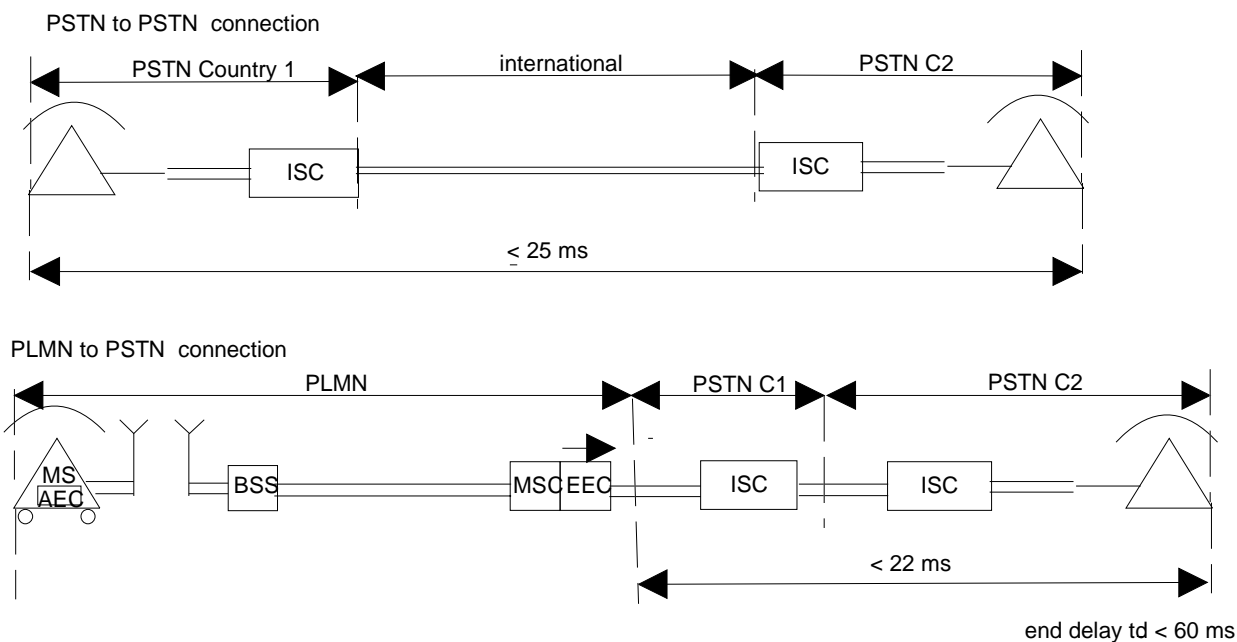 PSTN to PSTN connection
PSTN Country 1
international
PSTN C2
ISC
ISC
< 25 ms
PLMN to PSTN connection
PLMN
PSTN C1
PSTN C2
MS
AEC
BSS
MSC
EEC
ISC
ISC
< 22 ms
end delay td < 60 ms